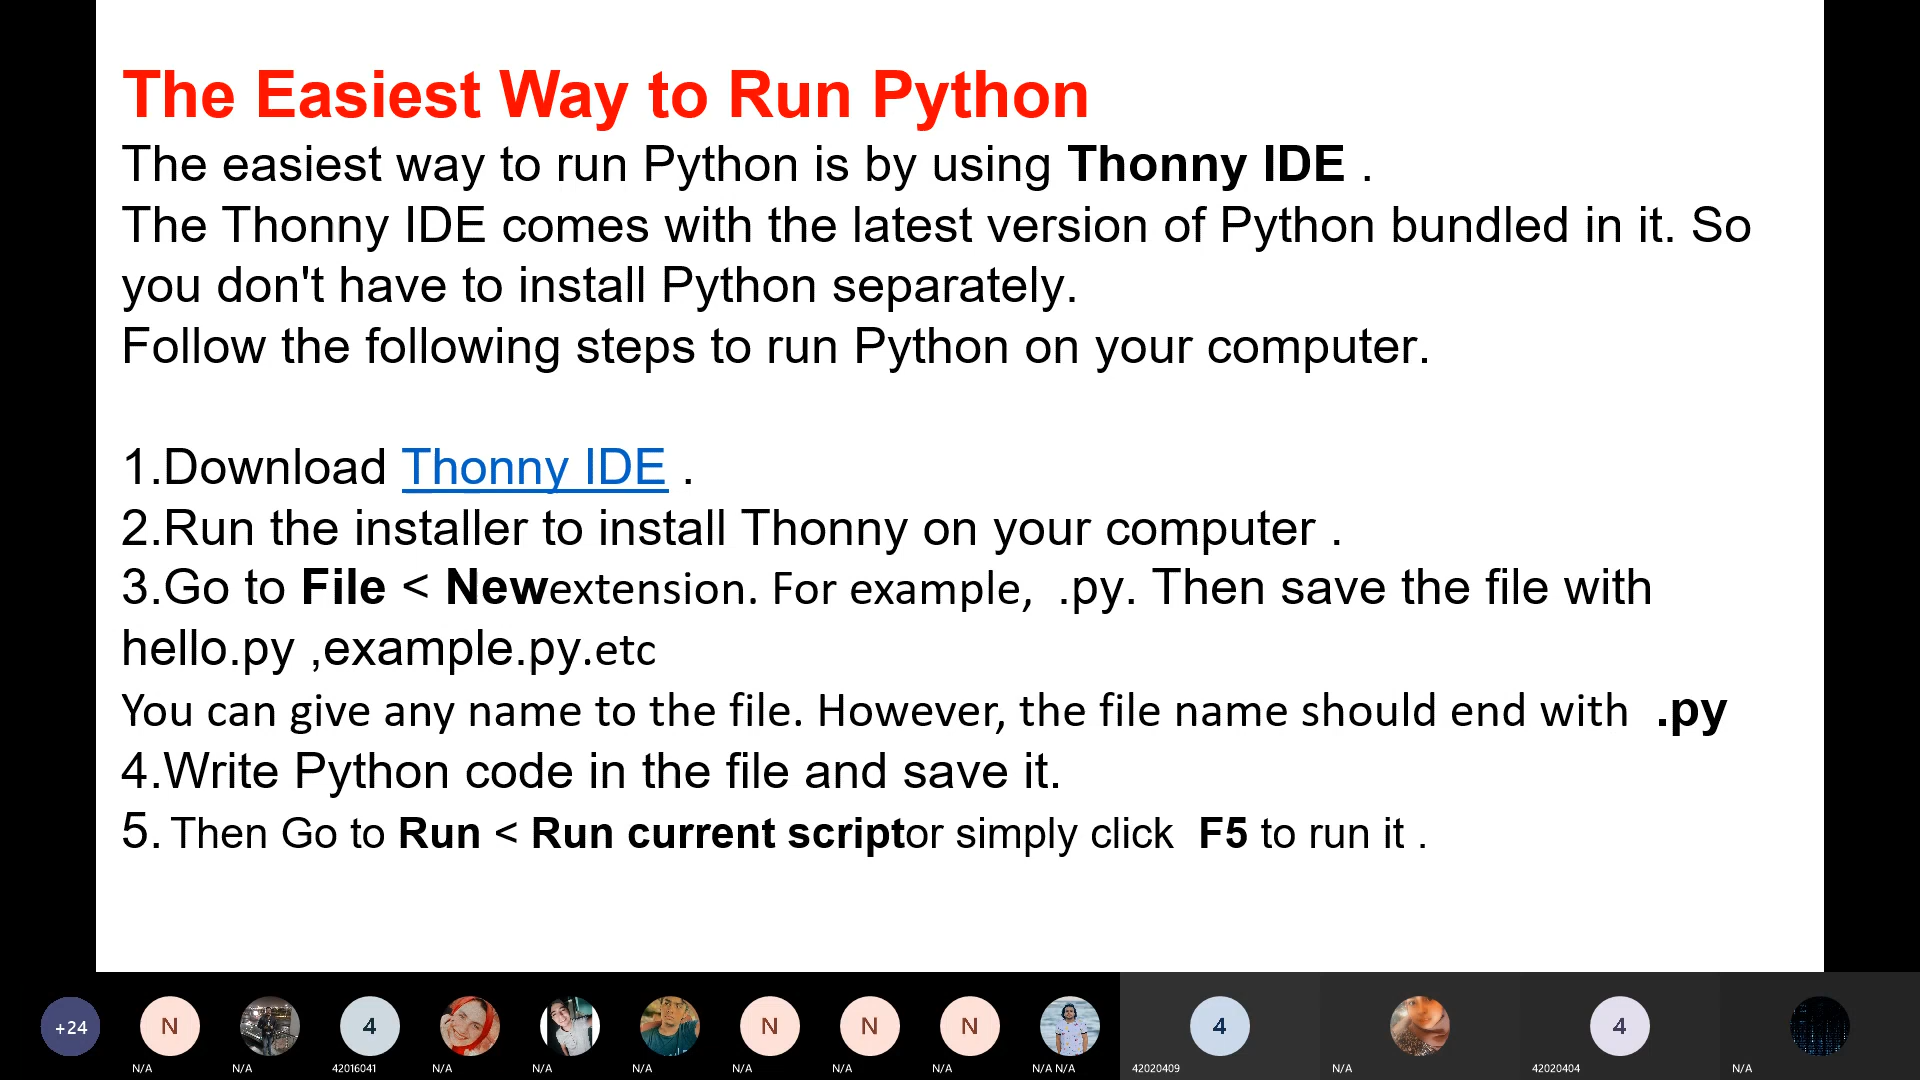 The Easiest Way to Run Python
The easiest way to run Python is by using Thonny IDE .
The Thonny IDE comes with the latest version of Python bundled in it. So
you don't have to install Python separately.
Follow the following steps to run Python on your computer.
1.Download Thonny IDE .
2.Run the installer to install Thonny on your computer .
3.Go to File < Newextension. For example, .py. Then save the file with
hello.py ,example.py.etc
You can give any name to the file. However, the file name should end with .py
4.Write Python code in the file and save it.
5. Then Go to Run < Run current scriptor simply click F5 to run it .
+24 N 4 N N N 4 4
N/A N/A 42016041 N/A N/A N/A N/A N/A N/A N/A N/A 42020409 N/A 42020404 N/A